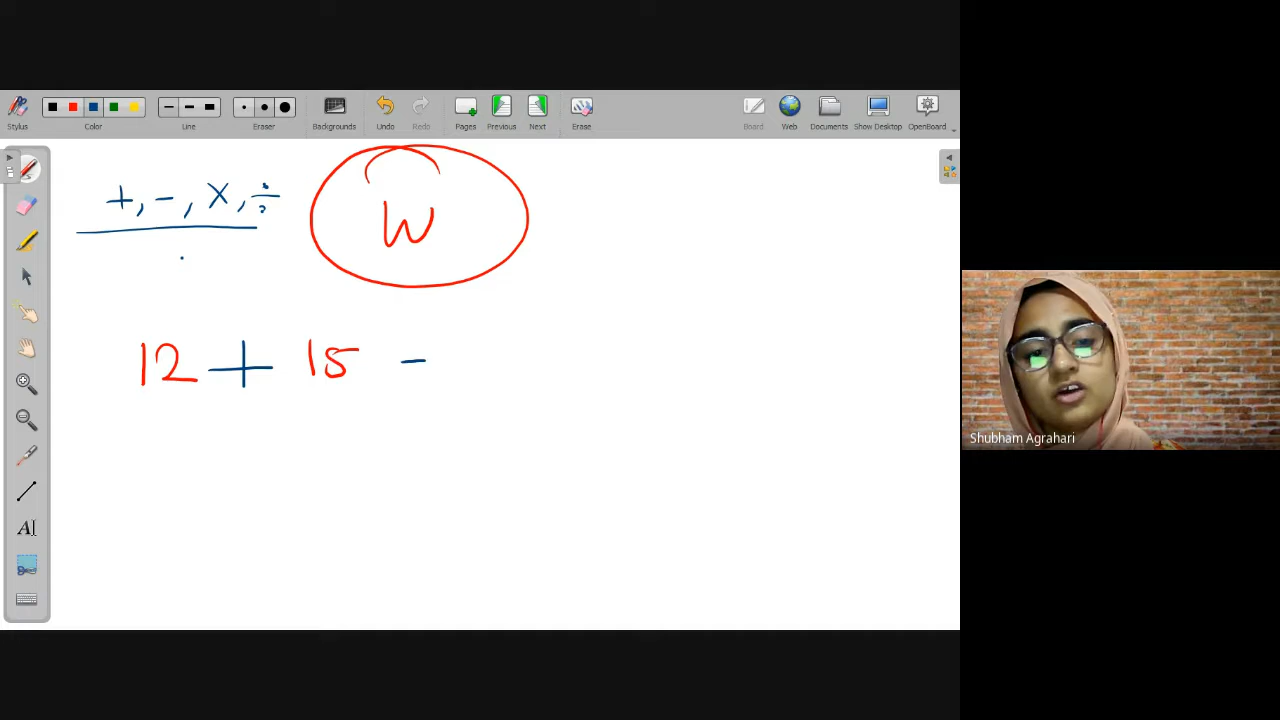 Stylus
Color
Line
Eraser
Backgrounds
Undo
Redo
Pages
Previous
Next
Erase
Board
Web
Documents
Show Desktop
OpenBoard
+, -, x, ÷
W
12 + 15 -
AI
Shubham Agrahari